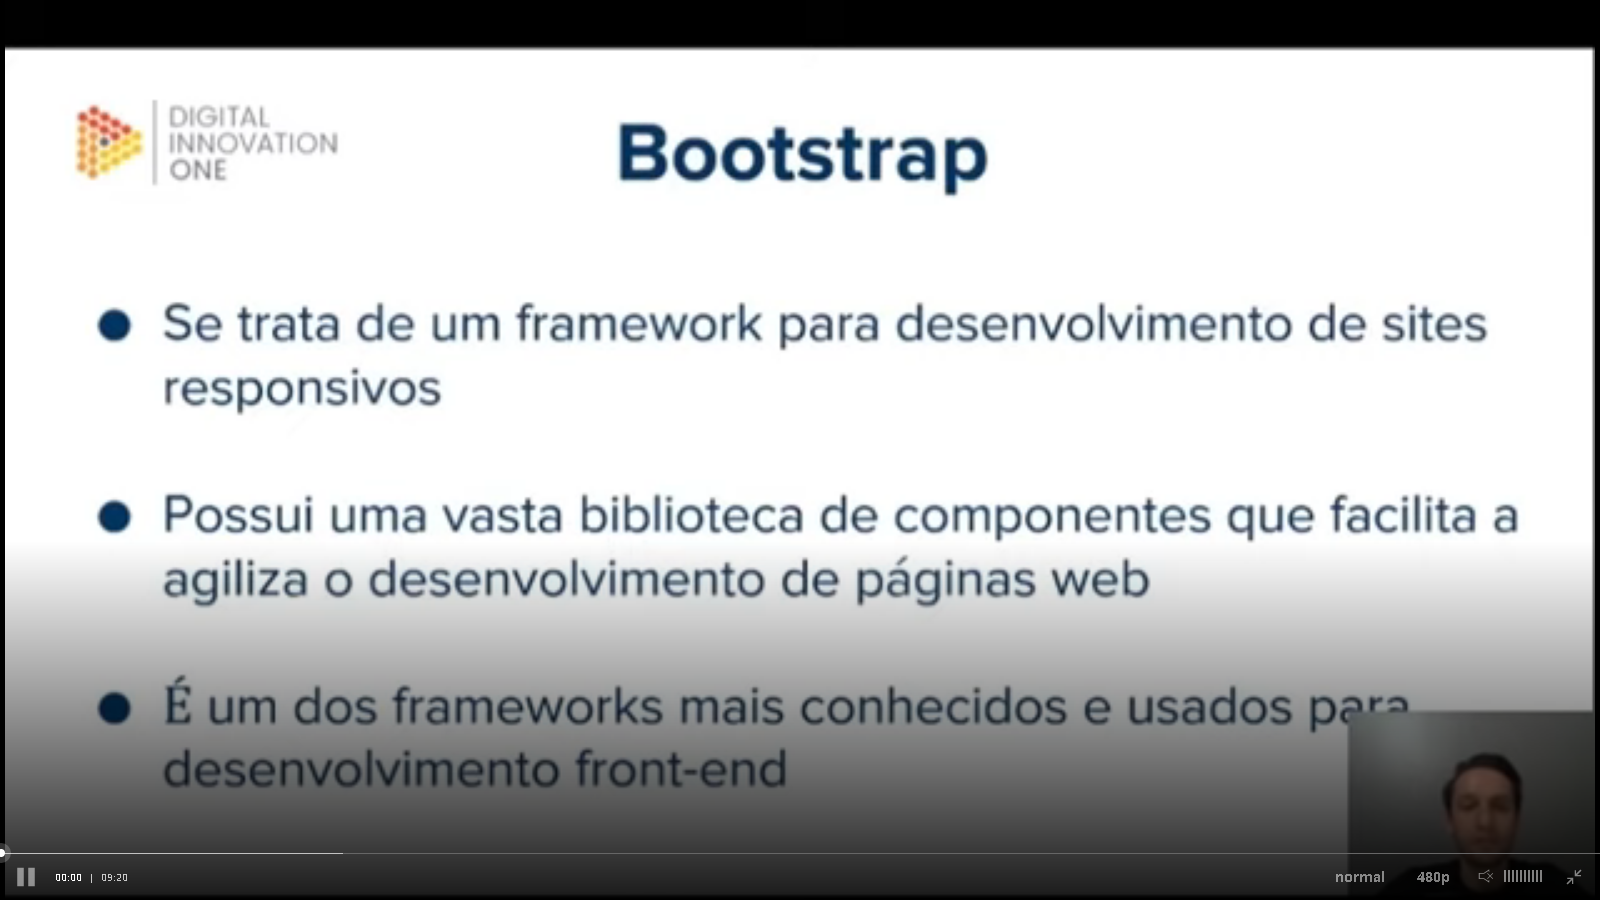 DIGITAL
INNOVATION
ONE
Bootstrap
Se trata de um framework para desenvolvimento de sites
responsivos
Possui uma vasta biblioteca de componentes que facilita a
agiliza o desenvolvimento de páginas web
É um dos frameworks mais conhecidos e usados para
desenvolvimento front-end
00:00 | 09:20
normal 480p